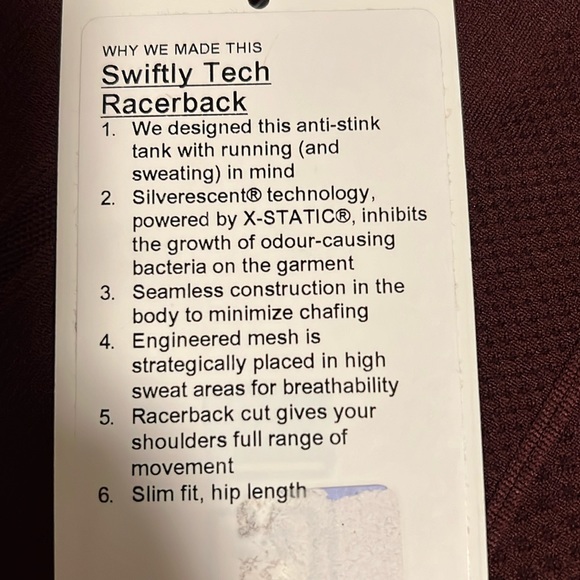 WHY WE MADE THIS
Swiftly Tech
Racerback
1. We designed this anti-stink
tank with running (and
sweating) in mind
2. Silverescent® technology,
powered by X-STATIC®, inhibits
the growth of odour-causing
bacteria on the garment
3. Seamless construction in the
body to minimize chafing
4. Engineered mesh is
strategically placed in high
sweat areas for breathability
5. Racerback cut gives your
shoulders full range of
movement
6. Slim fit, hip length